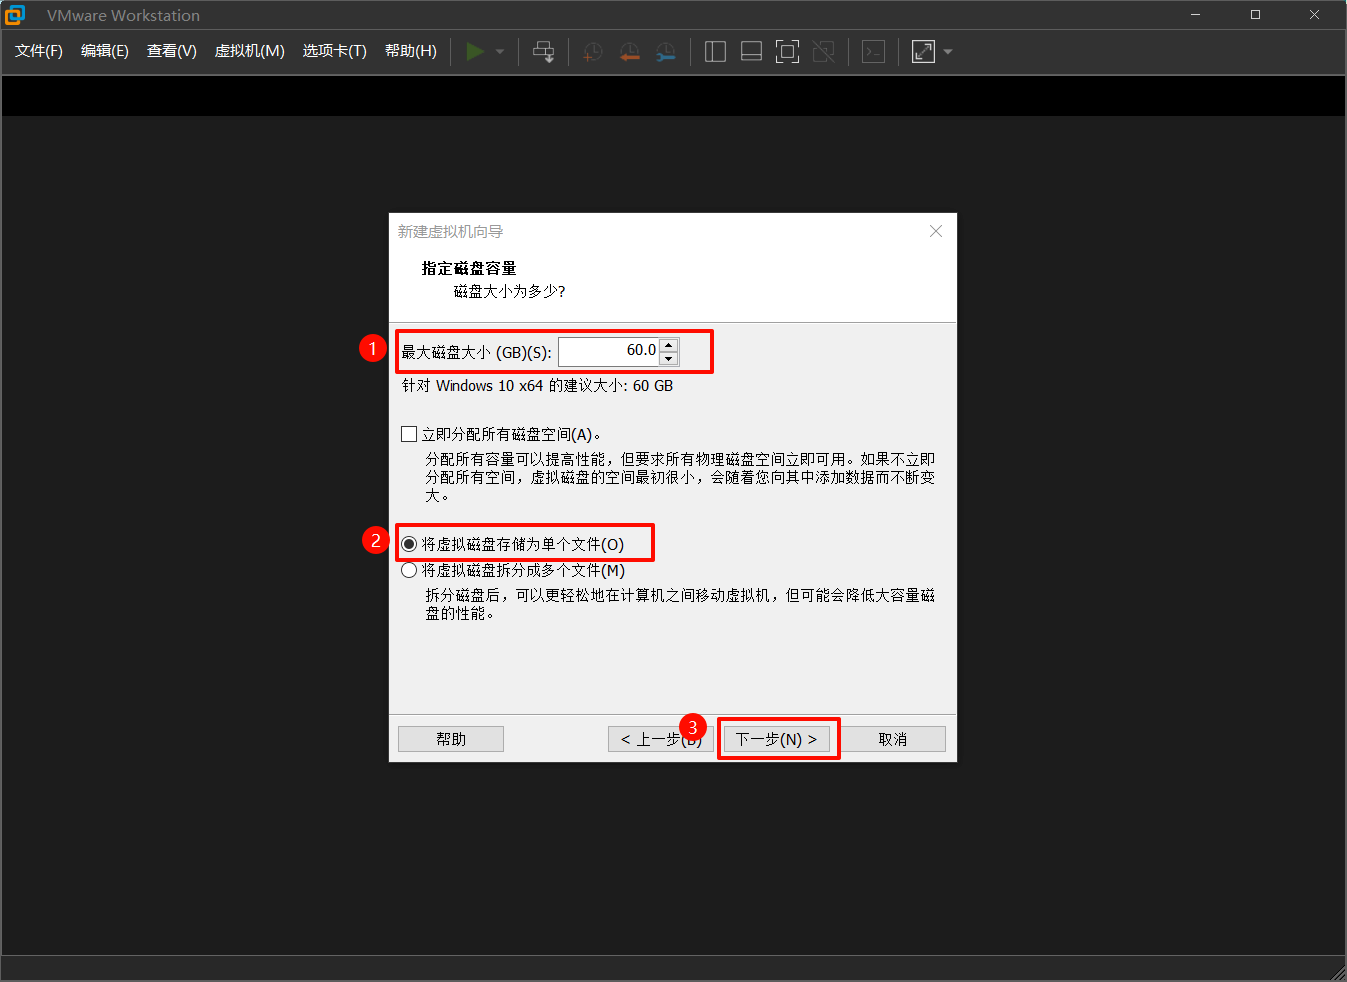 VMware Workstation
文件(F) 编辑(E) 查看(V) 虚拟机(M) 选项卡(T) 帮助(H)
新建虚拟机向导
指定磁盘容量
磁盘大小为多少?
1
最大磁盘大小 (GB)(S): 60.0
针对 Windows 10 x64 的建议大小: 60 GB
立即分配所有磁盘空间(A)。
分配所有容量可以提高性能，但要求所有物理磁盘空间立即可用。如果不立即
分配所有空间，虚拟磁盘的空间最初很小，会随着您向其中添加数据而不断变
大。
2
将虚拟磁盘存储为单个文件(O)
将虚拟磁盘拆分成多个文件(M)
拆分磁盘后，可以更轻松地在计算机之间移动虚拟机，但可能会降低大容量磁
盘的性能。
3
帮助 < 上一步(B) 下一步(N) > 取消